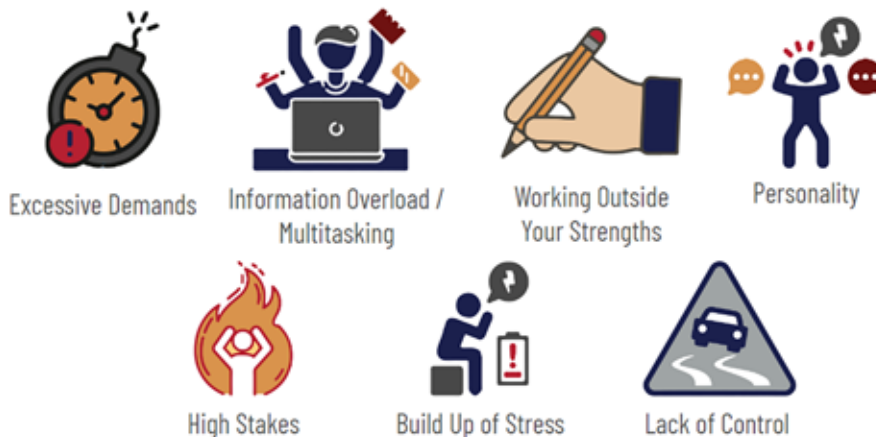 Excessive Demands
Information Overload /
Multitasking
Working Outside
Your Strengths
Personality
High Stakes
Build Up of Stress
Lack of Control